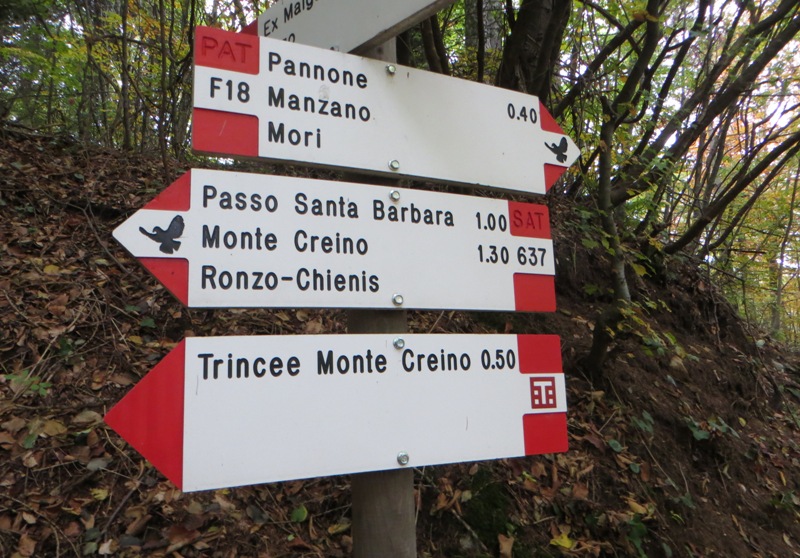 Ex Malg
PAT Pannone
F18 Manzano 0.40
Mori
Passo Santa Barbara 1.00 SAT
Monte Creino 1.30 637
Ronzo-Chienis
Trincee Monte Creino 0.50